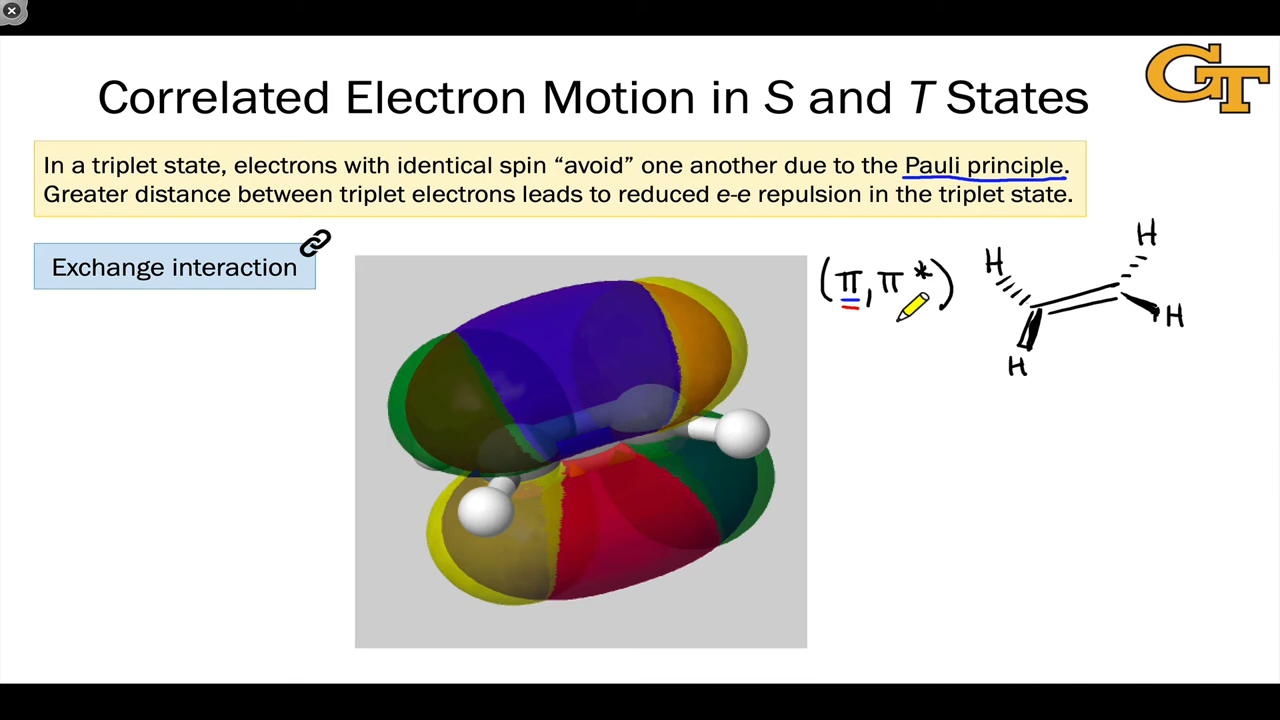 Correlated Electron Motion in S and T States
GT
In a triplet state, electrons with identical spin “avoid” one another due to the Pauli principle.
Greater distance between triplet electrons leads to reduced e-e repulsion in the triplet state.
Exchange interaction
(π, π*)
H
H
H
H